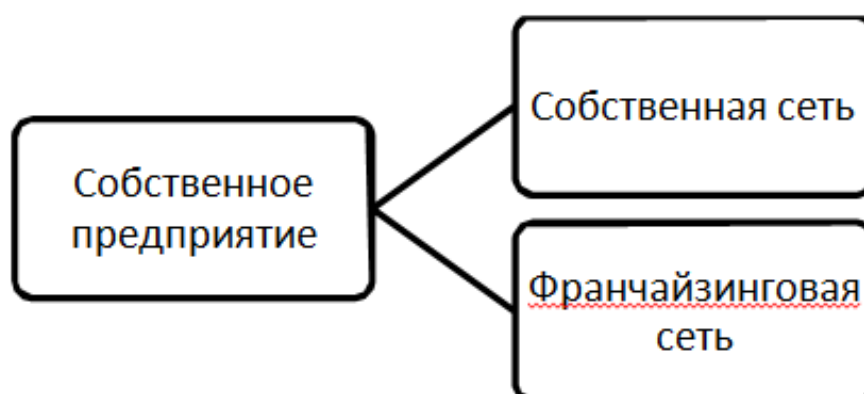 Собственное
предприятие
Собственная сеть
Франчайзинговая
сеть